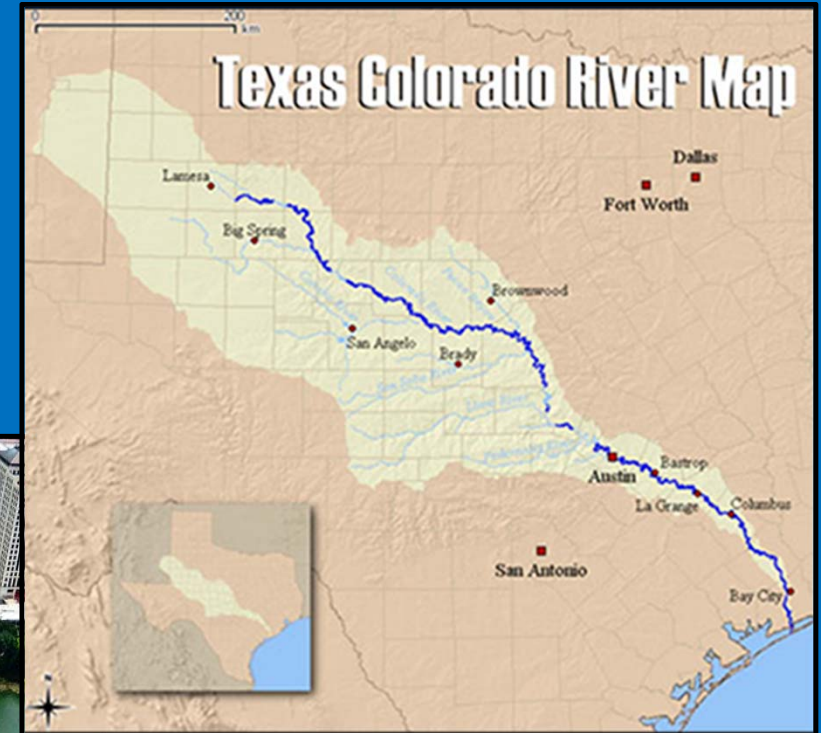 0 200
km
Texas Colorado River Map
Dallas
Fort Worth
Lamesa
Big Spring
Brownwood
San Angelo
Brady
Austin
Bastrop
La Grange
Columbus
San Antonio
Bay City
N